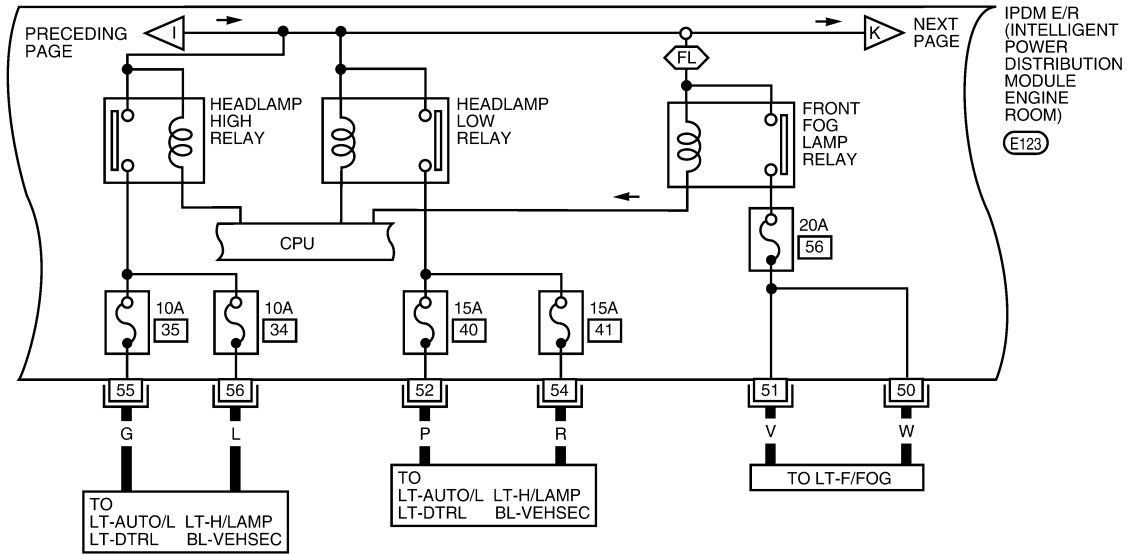 PRECEDING
PAGE
I
FL
K
NEXT
PAGE
IPDM E/R
(INTELLIGENT
POWER
DISTRIBUTION
MODULE
ENGINE
ROOM)
E123
HEADLAMP
HIGH
RELAY
HEADLAMP
LOW
RELAY
FRONT
FOG
LAMP
RELAY
CPU
20A
56
10A
35
10A
34
15A
40
15A
41
55
56
52
54
51
50
G
L
P
R
V
W
TO
LT-AUTO/L LT-H/LAMP
LT-DTRL BL-VEHSEC
TO
LT-AUTO/L LT-H/LAMP
LT-DTRL BL-VEHSEC
TO LT-F/FOG